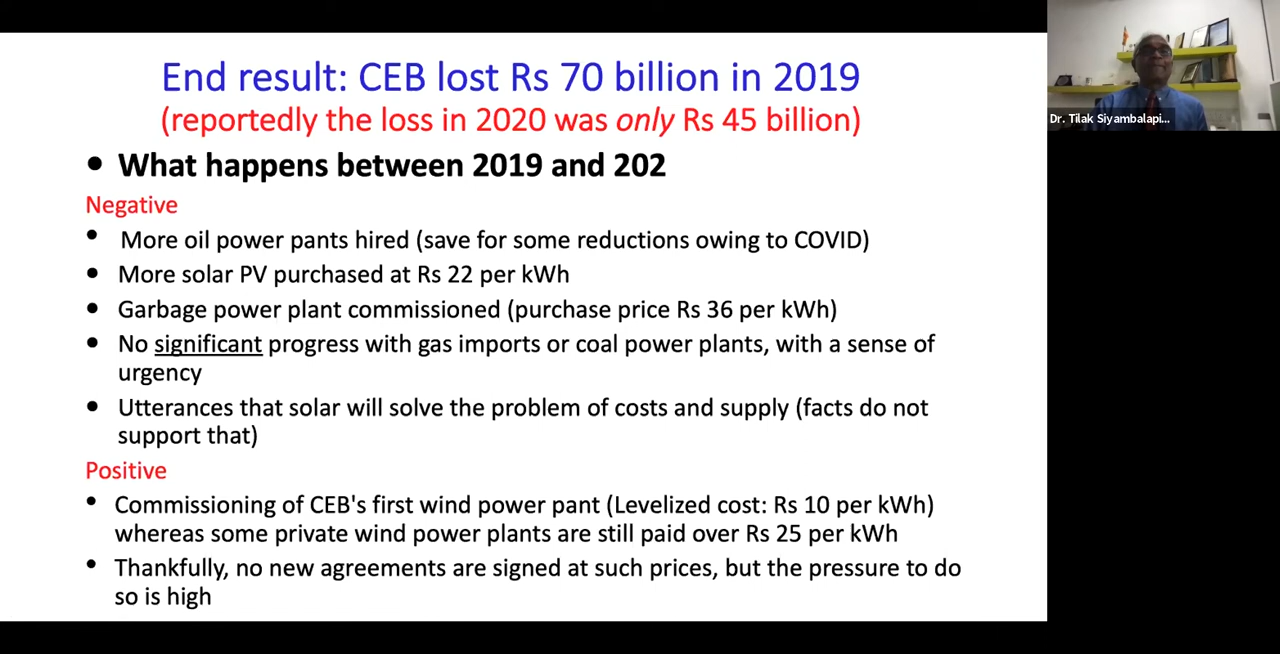 End result: CEB lost Rs 70 billion in 2019
(reportedly the loss in 2020 was only Rs 45 billion)
• What happens between 2019 and 202
Negative
• More oil power pants hired (save for some reductions owing to COVID)
• More solar PV purchased at Rs 22 per kWh
• Garbage power plant commissioned (purchase price Rs 36 per kWh)
• No significant progress with gas imports or coal power plants, with a sense of
urgency
• Utterances that solar will solve the problem of costs and supply (facts do not
support that)
Positive
• Commissioning of CEB's first wind power pant (Levelized cost: Rs 10 per kWh)
whereas some private wind power plants are still paid over Rs 25 per kWh
• Thankfully, no new agreements are signed at such prices, but the pressure to do
so is high
Dr. Tilak Siyambalapi...